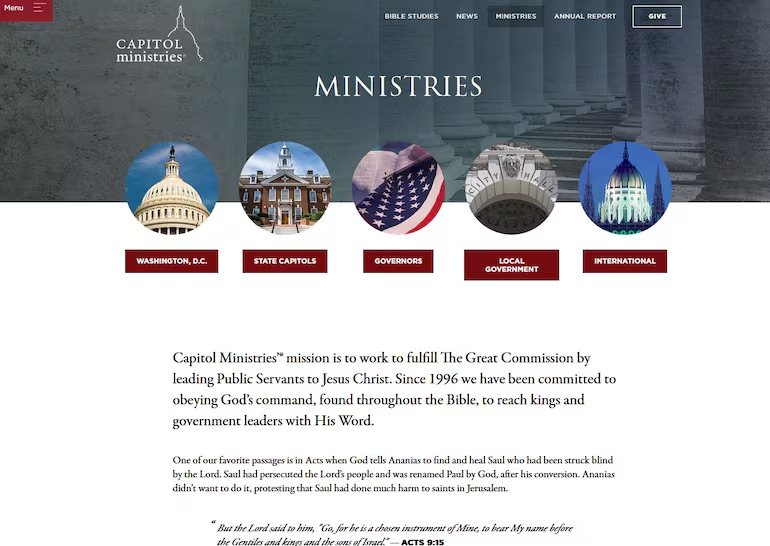 Menu
CAPITOL
ministries®
BIBLE STUDIES NEWS MINISTRIES ANNUAL REPORT GIVE
MINISTRIES
CITY HALL
WASHINGTON, D.C. STATE CAPITOLS GOVERNORS LOCAL GOVERNMENT INTERNATIONAL
Capitol Ministries'® mission is to work to fulfill The Great Commission by
leading Public Servants to Jesus Christ. Since 1996 we have been committed to
obeying God's command, found throughout the Bible, to reach kings and
government leaders with His Word.
One of our favorite passages is in Acts when God tells Ananias to find and heal Saul who had been struck blind
by the Lord. Saul had persecuted the Lord's people and was renamed Paul by God, after his conversion. Ananias
didn't want to do it, protesting that Saul had done much harm to saints in Jerusalem.
“ But the Lord said to him, "Go, for he is a chosen instrument of Mine, to bear My name before
the Gentiles and kings and the sons of Israel." — ACTS 9:15